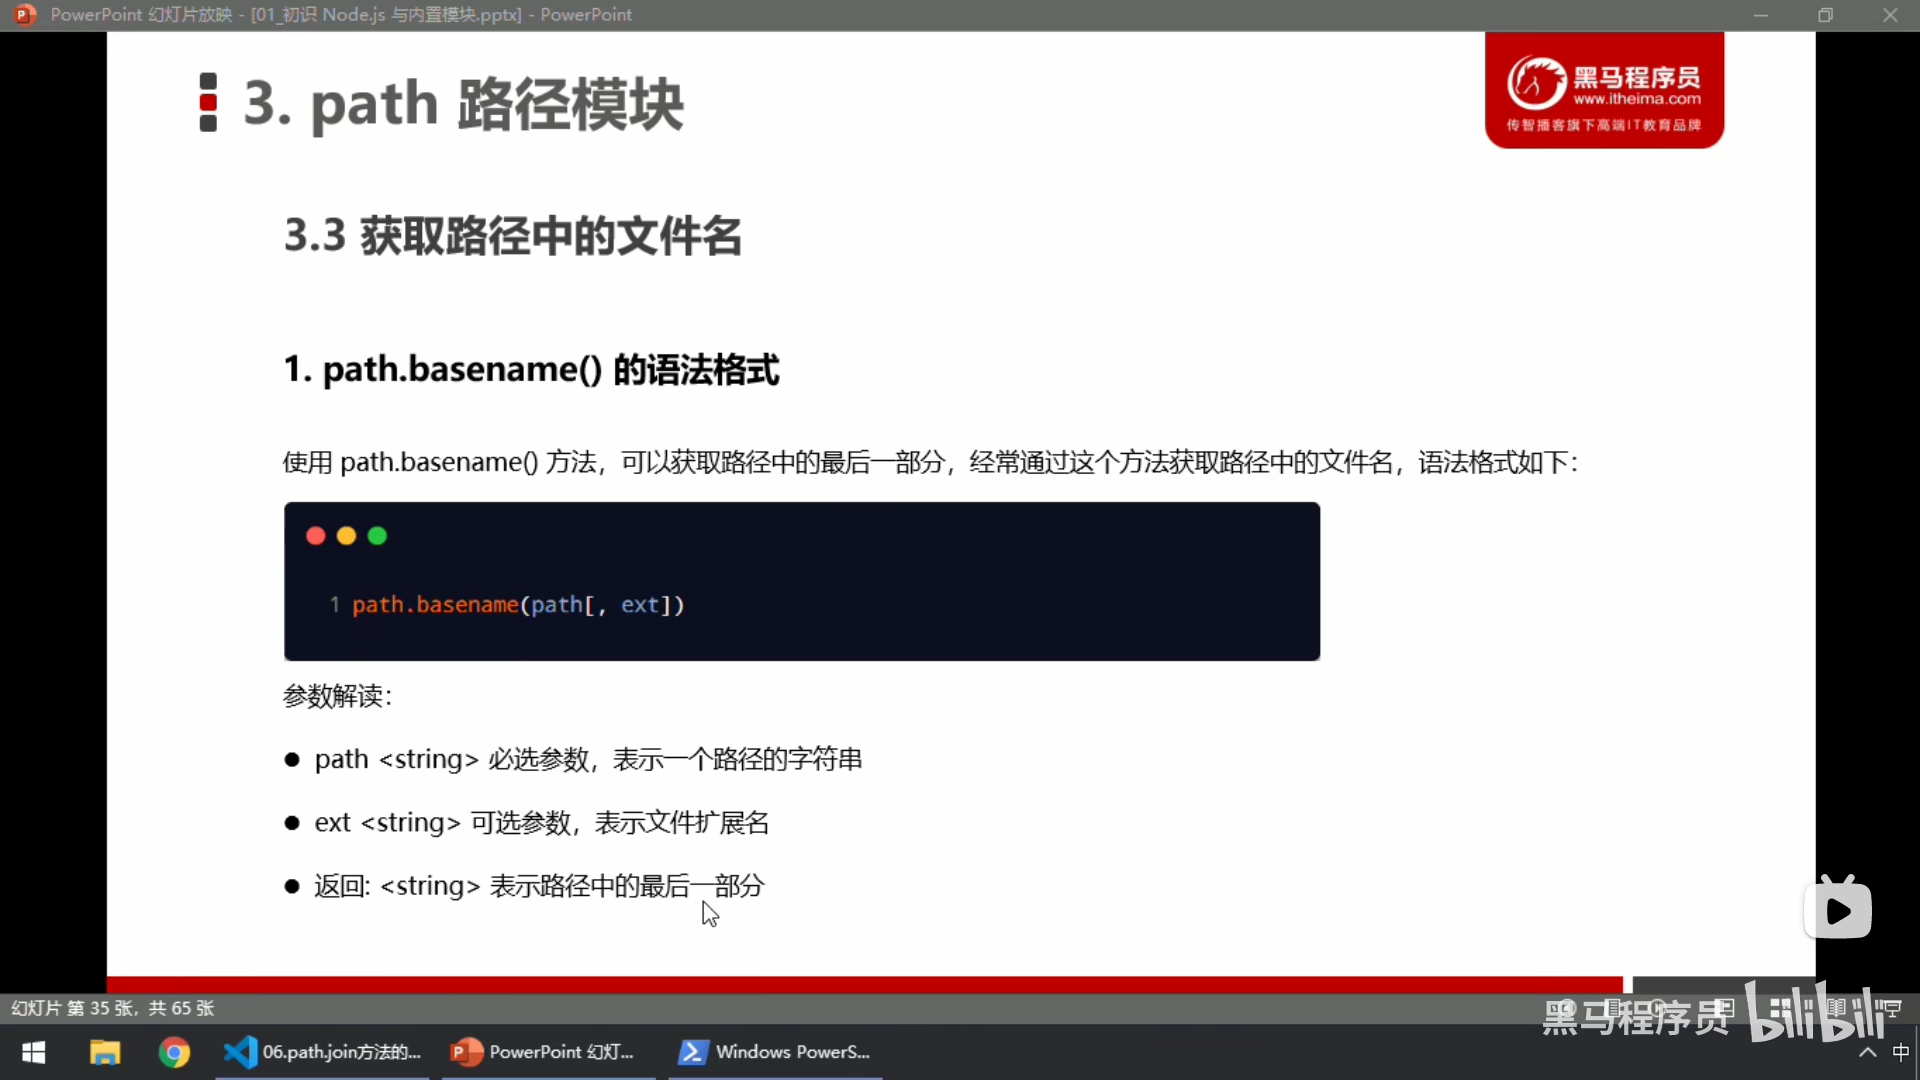 PowerPoint 幻灯片放映 - [01_初识 Node.js 与内置模块.pptx] - PowerPoint
3. path 路径模块
黑马程序员
www.itheima.com
传智播客旗下高端IT教育品牌
3.3 获取路径中的文件名
1. path.basename() 的语法格式
使用 path.basename() 方法，可以获取路径中的最后一部分，经常通过这个方法获取路径中的文件名，语法格式如下：
1 path.basename(path[, ext])
参数解读：
● path <string> 必选参数，表示一个路径的字符串
● ext <string> 可选参数，表示文件扩展名
● 返回: <string> 表示路径中的最后一部分
幻灯片 第 35 张，共 65 张
黑马程序员 bilibili
06.path.join方法的... PowerPoint 幻灯... Windows PowerS... 中